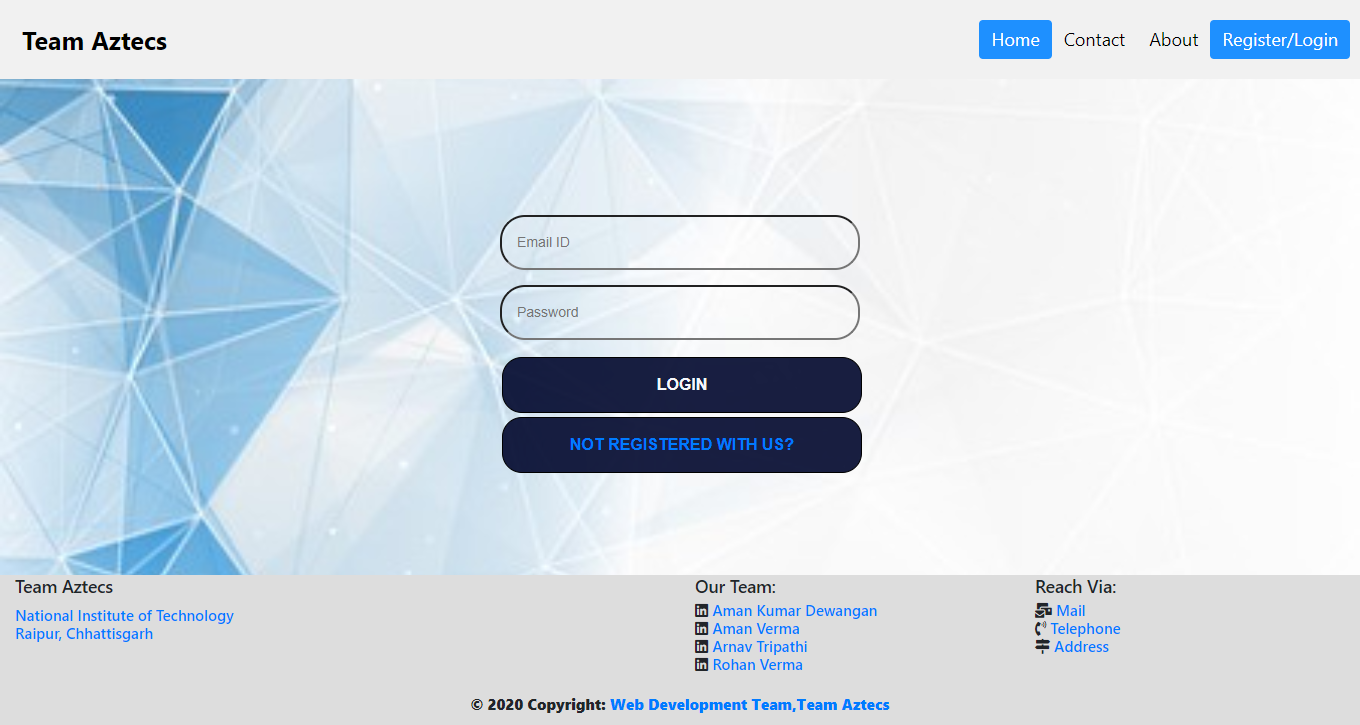 Team Aztecs
Home Contact About Register/Login
Email ID
Password
LOGIN
NOT REGISTERED WITH US?
Team Aztecs
National Institute of Technology
Raipur, Chhattisgarh
Our Team:
Aman Kumar Dewangan
Aman Verma
Arnav Tripathi
Rohan Verma
Reach Via:
Mail
Telephone
Address
© 2020 Copyright: Web Development Team,Team Aztecs